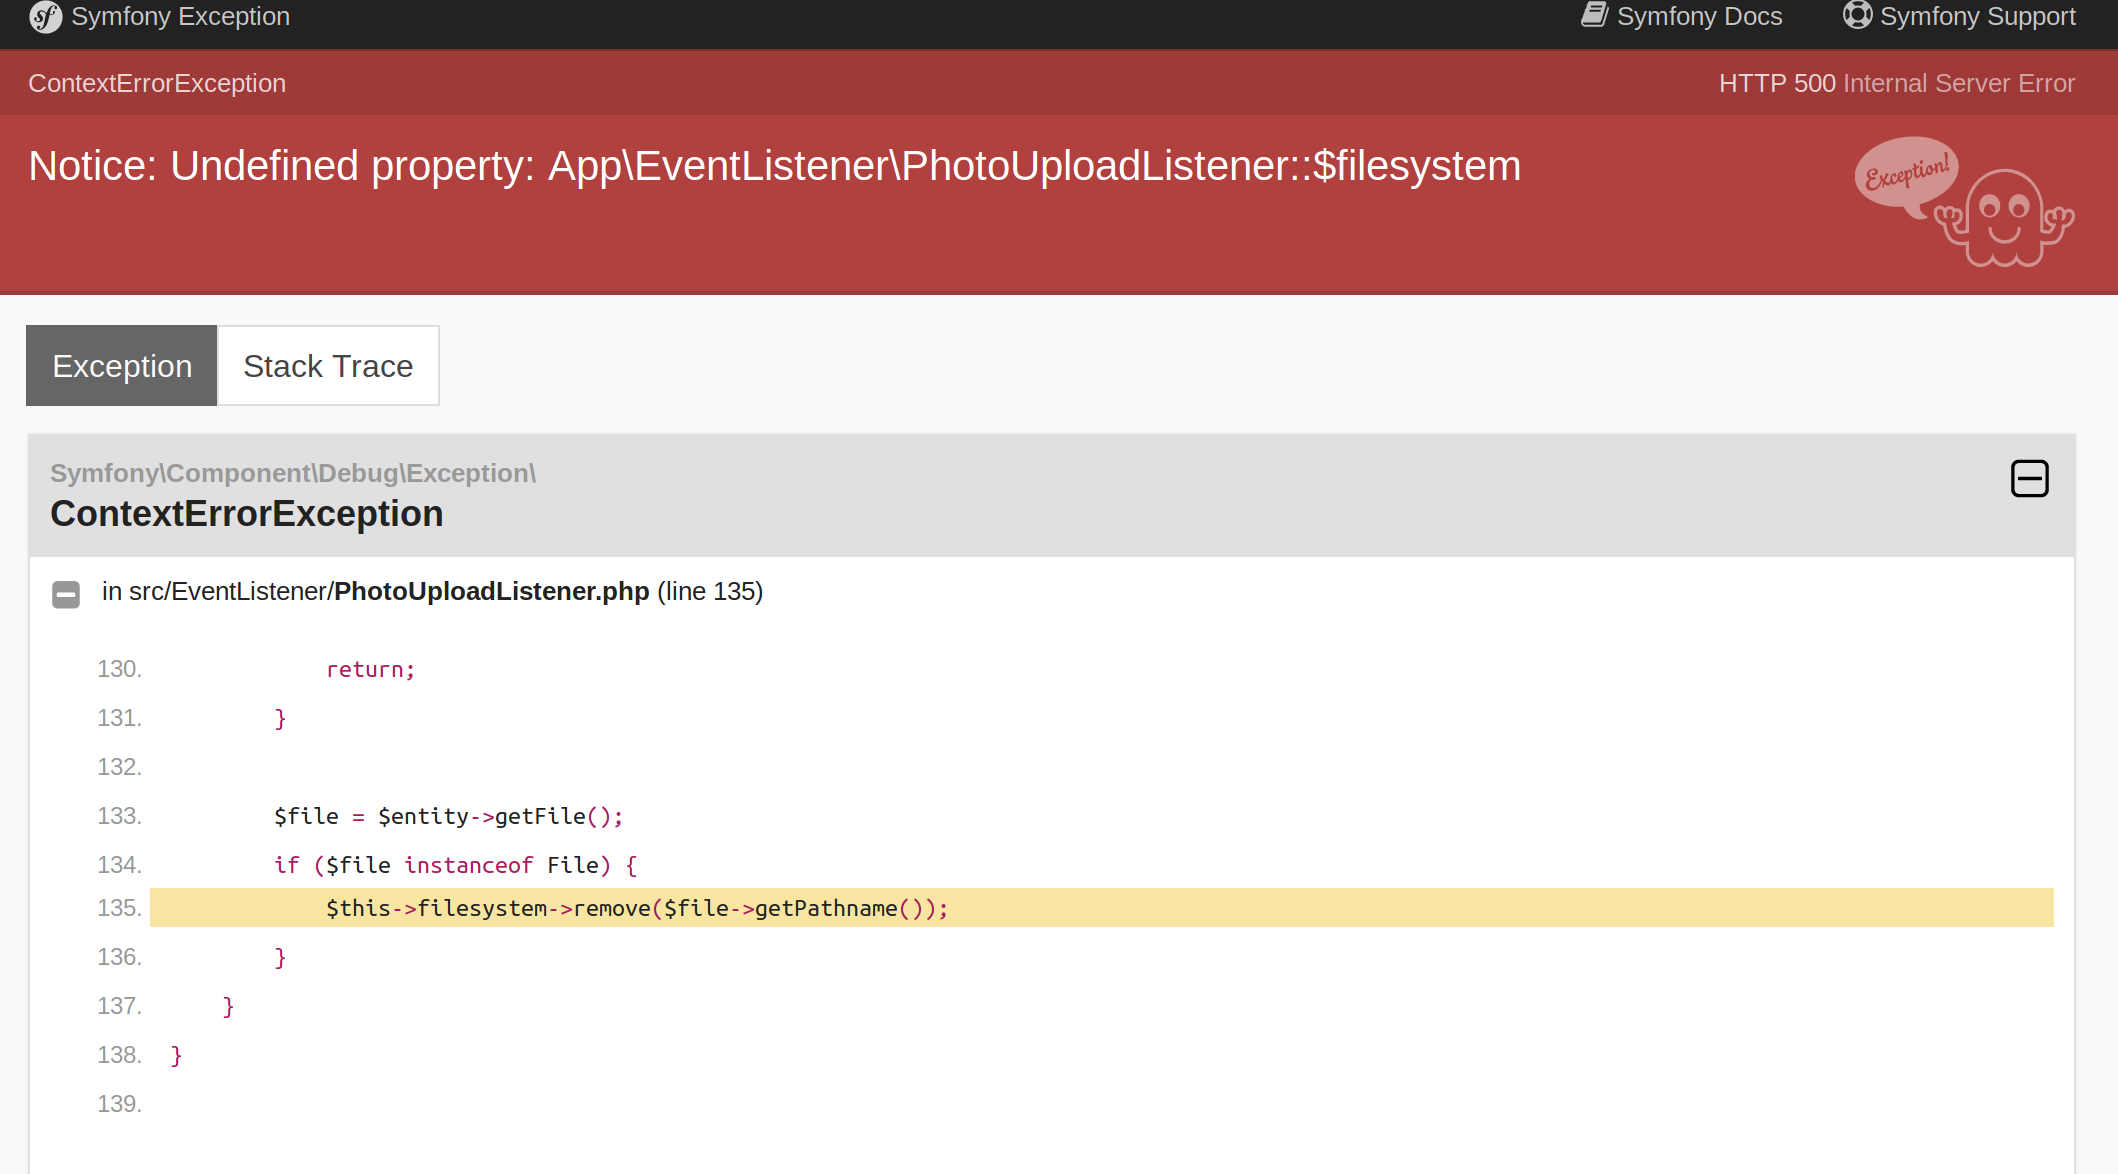 Symfony Exception
Symfony Docs
Symfony Support
ContextErrorException
HTTP 500 Internal Server Error
Notice: Undefined property: App\EventListener\PhotoUploadListener::$filesystem
Exception!
Exception
Stack Trace
Symfony\Component\Debug\Exception\
ContextErrorException
in src/EventListener/PhotoUploadListener.php (line 135)
130. return;
131. }
132.
133. $file = $entity->getFile();
134. if ($file instanceof File) {
135. $this->filesystem->remove($file->getPathname());
136. }
137. }
138. }
139.